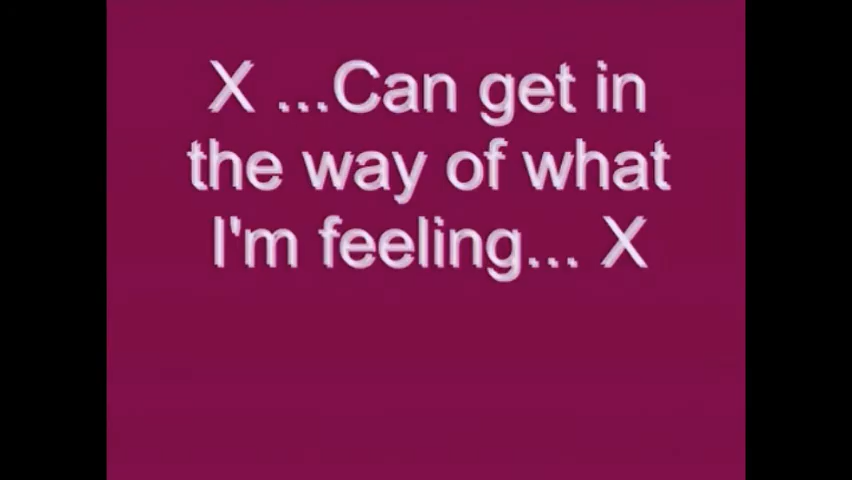 X ...Can get in
the way of what
I'm feeling... X